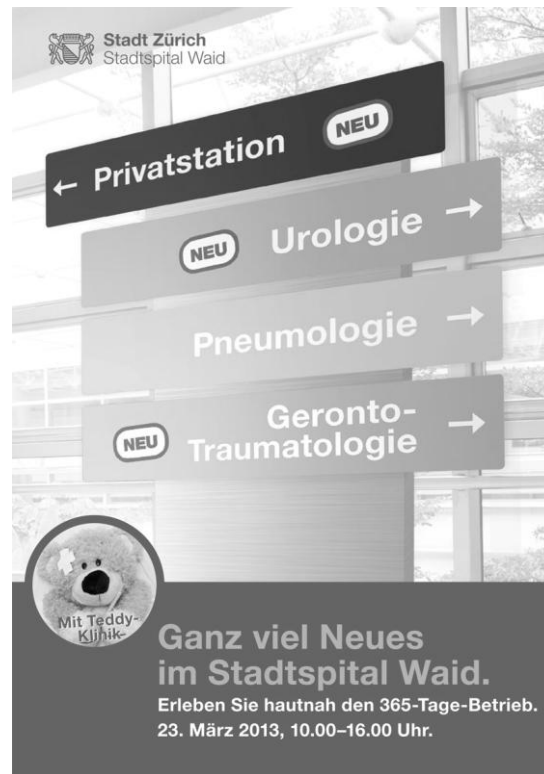 Stadt Zürich
Stadtspital Waid
← Privatstation NEU
NEU Urologie →
Pneumologie →
Geronto-
NEU Traumatologie →
Mit Teddy-
Klinik
Ganz viel Neues
im Stadtspital Waid.
Erleben Sie hautnah den 365-Tage-Betrieb.
23. März 2013, 10.00–16.00 Uhr.